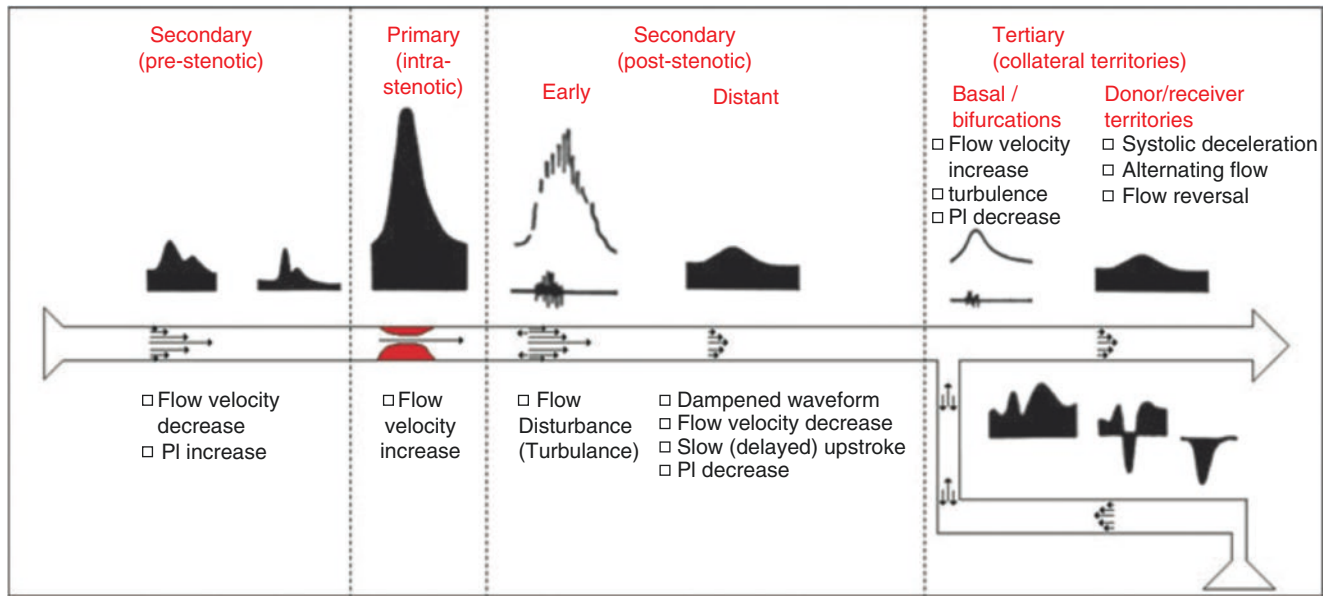 Secondary
(pre-stenotic)
Primary
(intra-
stenotic)
Secondary
(post-stenotic)
Early
Distant
Tertiary
(collateral territories)
Basal /
bifurcations
□ Flow velocity
increase
□ turbulence
□ PI decrease
Donor/receiver
territories
□ Systolic deceleration
□ Alternating flow
□ Flow reversal
□ Flow velocity
decrease
□ PI increase
□ Flow
velocity
increase
□ Flow
Disturbance
(Turbulance)
□ Dampened waveform
□ Flow velocity decrease
□ Slow (delayed) upstroke
□ PI decrease